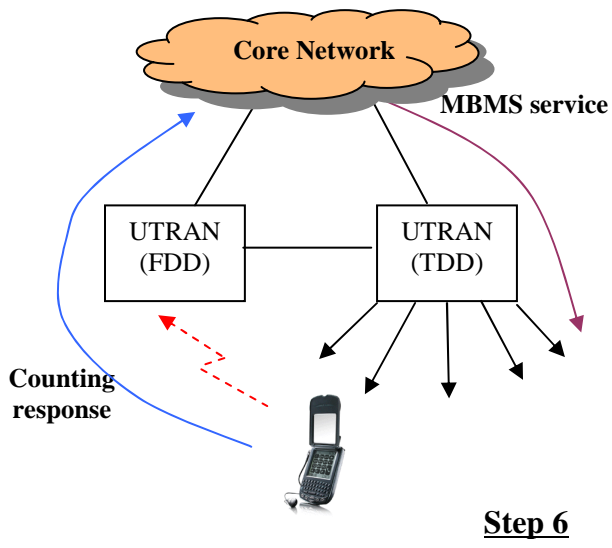 Core Network
MBMS service
UTRAN
(FDD)
UTRAN
(TDD)
Counting
response
Step 6